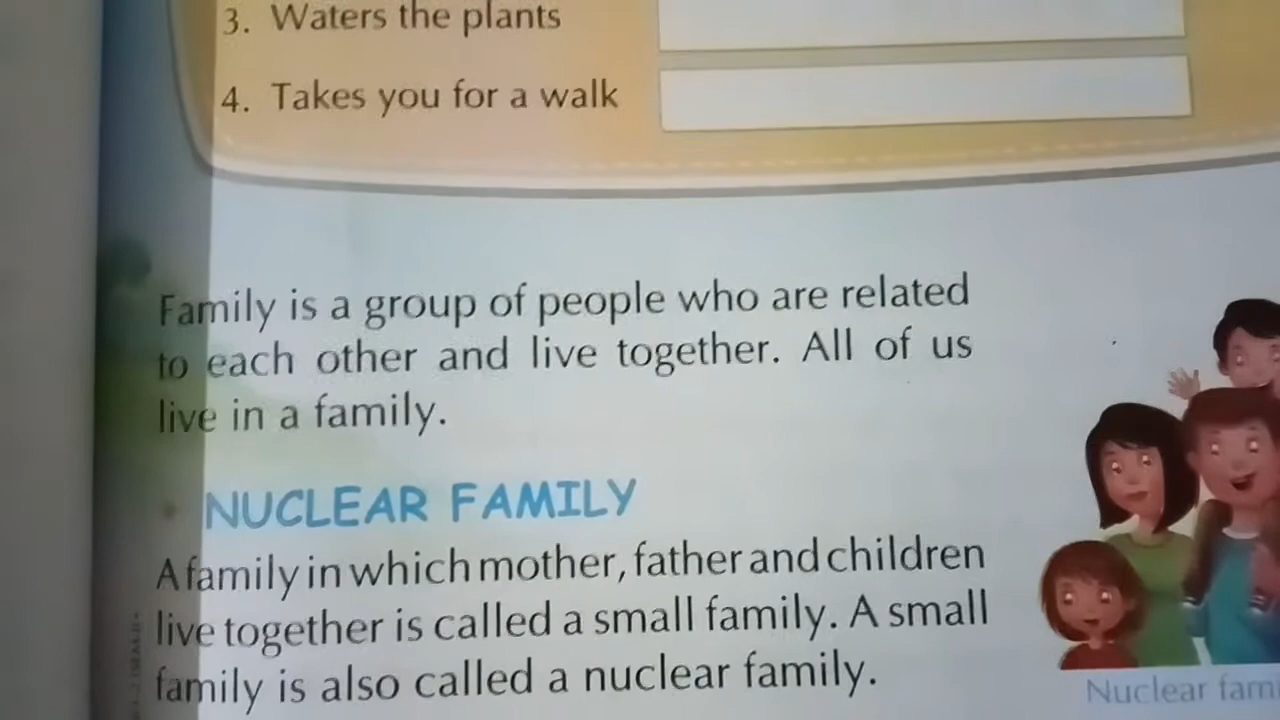 3. Waters the plants
4. Takes you for a walk
Family is a group of people who are related
to each other and live together. All of us
live in a family.
NUCLEAR FAMILY
A family in which mother, father and children
live together is called a small family. A small
family is also called a nuclear family.
Nuclear fami